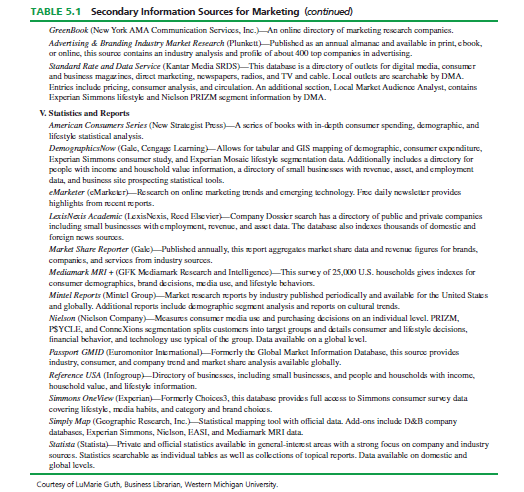 TABLE 5.1 Secondary Information Sources for Marketing (continued)
GreenBook (New York AMA Communication Services, Inc.)—An online directory of marketing research companies.
Advertising & Branding Industry Market Research (Plunkett)—Published as an annual almanac and available in print, ebook,
or online, this source contains an industry analysis and profile of about 400 top companies in advertising.
Standard Rate and Data Service (Kantar Media SRDS)—This database is a directory of outlets for digital media, consumer
and business magazines, direct marketing, newspapers, radios, and TV and cable. Local outlets are searchable by DMA.
Entries include pricing, consumer analysis, and circulation. An additional section, Local Market Audience Analyst, contains
Experian Simmons lifestyle and Nielson PRIZM segment information by DMA.
V. Statistics and Reports
American Consumers Series (New Strategist Press)—A series of books with in-depth consumer spending, demographic, and
lifestyle statistical analysis.
DemographicsNow (Gale, Cengage Learning)—Allows for tabular and GIS mapping of demographic, consumer expenditure,
Experian Simmons consumer study, and Experian Mosaic lifestyle segmentation data. Additionally includes a directory for
people with income and household value information, a directory of small businesses with revenue, asset, and employment
data, and business site prospecting statistical tools.
eMarketer (eMarketer)—Research on online marketing trends and emerging technology. Free daily newsletter provides
highlights from recent reports.
LexisNexis Academic (LexisNexis, Reed Elsevier)—Company Dossier search has a directory of public and private companies
including small businesses with employment, revenue, and asset data. The database also indexes thousands of domestic and
foreign news sources.
Market Share Reporter (Gale)—Published annually, this report aggregates market share data and revenue figures for brands,
companies, and services from industry sources.
Mediamark MRI + (GFK Mediamark Research and Intelligence)—This survey of 25,000 U.S. households gives indexes for
consumer demographics, brand decisions, media use, and lifestyle behaviors.
Mintel Reports (Mintel Group)—Market research reports by industry published periodically and available for the United States
and globally. Additional reports include demographic segment analysis and reports on cultural trends.
Nielson (Nielson Company)—Measures consumer media use and purchasing decisions on an individual level. PRIZM,
P$YCLE, and ConneXions segmentation splits customers into target groups and details consumer and lifestyle decisions,
financial behavior, and technology use typical of the group. Data available on a global level.
Passport GMID (Euromonitor International)—Formerly the Global Market Information Database, this source provides
industry, consumer, and company trend and market share analysis available globally.
Reference USA (Infogroup)—Directory of businesses, including small businesses, and people and households with income,
household value, and lifestyle information.
Simmons OneView (Experian)—Formerly Choices3, this database provides full access to Simmons consumer survey data
covering lifestyle, media habits, and category and brand choices.
Simply Map (Geographic Research, Inc.)—Statistical mapping tool with official data. Add-ons include D&B company
databases, Experian Simmons, Nielson, EASI, and Mediamark MRI data.
Statista (Statista)—Private and official statistics available in general-interest areas with a strong focus on company and industry
sources. Statistics searchable as individual tables as well as collections of topical reports. Data available on domestic and
global levels.
Courtesy of LuMarie Guth, Business Librarian, Western Michigan University.